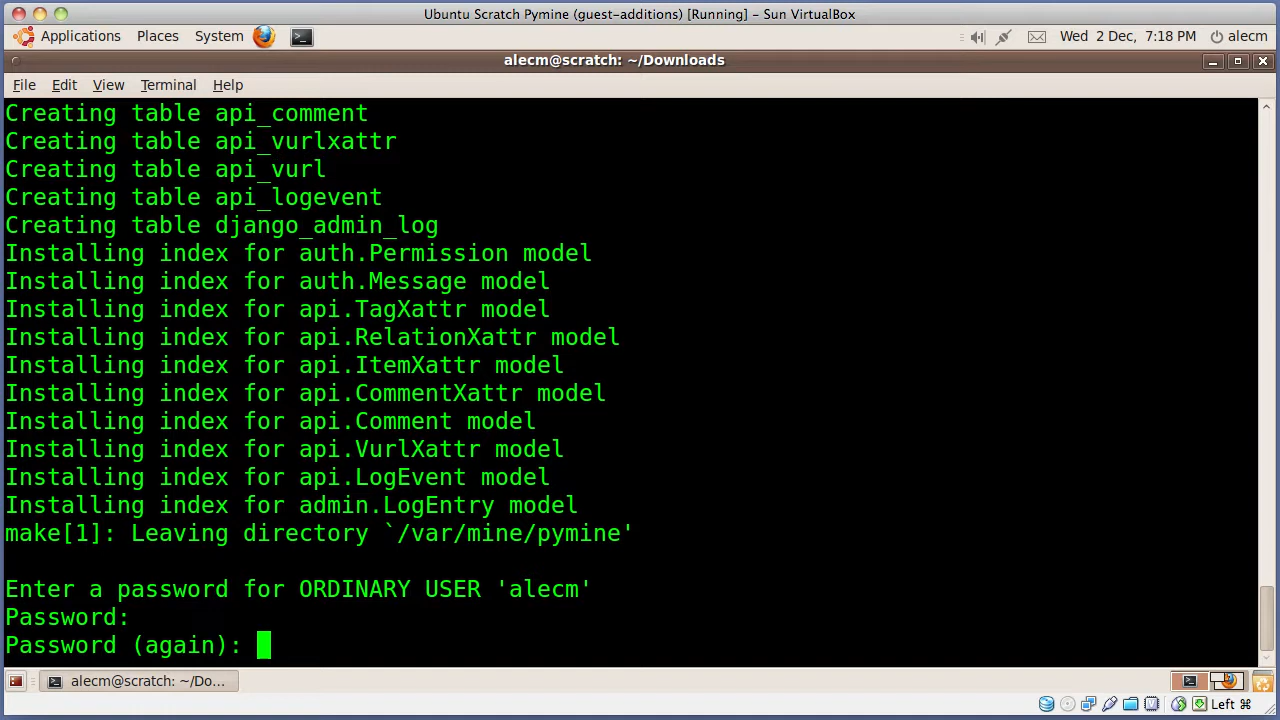 Ubuntu Scratch Pymine (guest-additions) [Running] - Sun VirtualBox
Applications Places System Wed 2 Dec, 7:18 PM alecm
alecm@scratch: ~/Downloads
File Edit View Terminal Help
Creating table api_comment
Creating table api_vurlxattr
Creating table api_vurl
Creating table api_logevent
Creating table django_admin_log
Installing index for auth.Permission model
Installing index for auth.Message model
Installing index for api.TagXattr model
Installing index for api.RelationXattr model
Installing index for api.ItemXattr model
Installing index for api.CommentXattr model
Installing index for api.Comment model
Installing index for api.VurlXattr model
Installing index for api.LogEvent model
Installing index for admin.LogEntry model
make[1]: Leaving directory `/var/mine/pymine'
Enter a password for ORDINARY USER 'alecm'
Password:
Password (again):
alecm@scratch: ~/Do...
Left ⌘